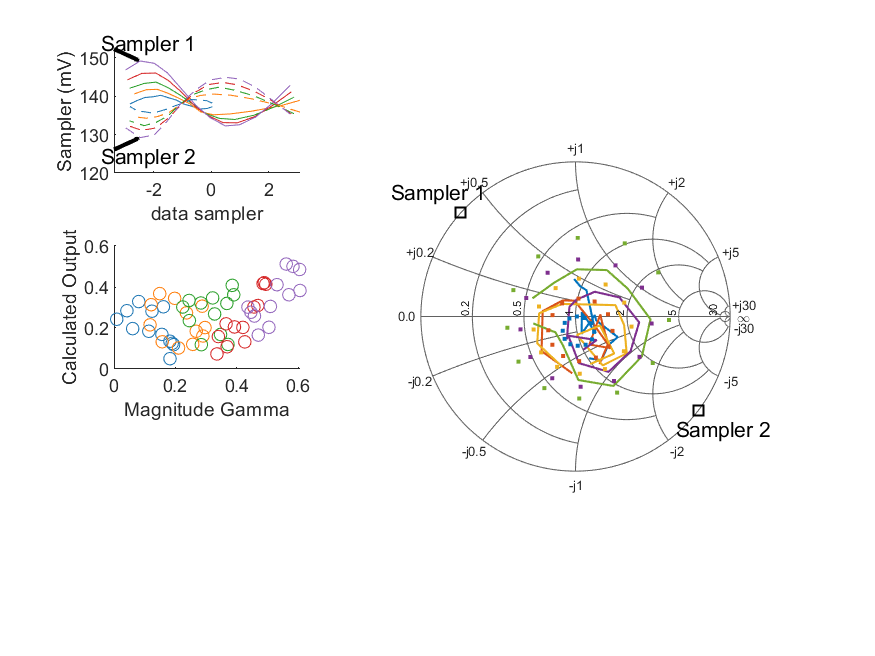 Sampler 1
150
140
130
120
Sampler (mV)
Sampler 2
-2
0
2
data sampler
0.6
0.4
0.2
0
Calculated Output
0
0.2
0.4
0.6
Magnitude Gamma
+j1
+j0.5
+j2
Sampler 1
+j0.2
+j5
0.0
0.2
0.5
1
2
5
30
+j30
∞
-j30
-j0.2
-j5
Sampler 2
-j0.5
-j2
-j1